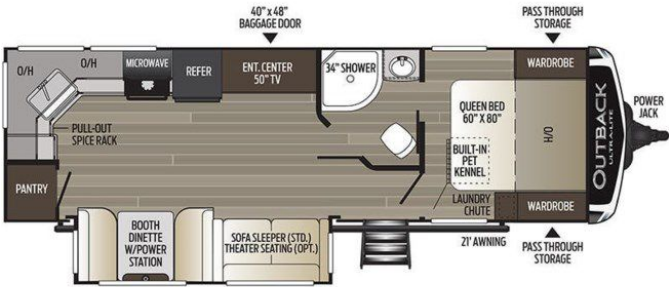 40" x 48"
BAGGAGE DOOR
PASS THROUGH
STORAGE
O/H
O/H
MICROWAVE
REFER
ENT. CENTER
50" TV
34" SHOWER
WARDROBE
QUEEN BED
60" X 80"
O/H
OUTBACK
ULTRA-LITE
POWER
JACK
PULL-OUT
SPICE RACK
BUILT-IN
PET
KENNEL
PANTRY
LAUNDRY
CHUTE
WARDROBE
BOOTH
DINETTE
W/POWER
STATION
SOFA SLEEPER (STD.)
THEATER SEATING (OPT.)
21' AWNING
PASS THROUGH
STORAGE